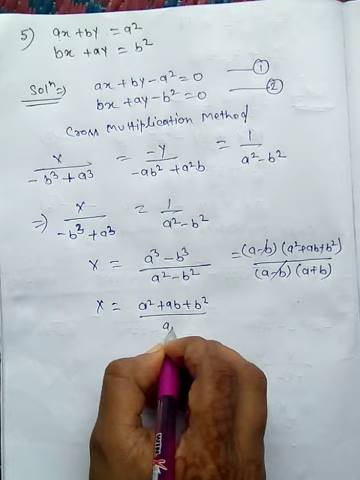 5) ax + by = a²
bx + ay = b²
Solⁿ ⇒ ax + by - a² = 0 — ①
bx + ay - b² = 0 — ②
Cross Multiplication Method
x/(-b³ + a³) = -y/(-ab² + a²b) = 1/(a² - b²)
⇒) x/(-b³ + a³) = 1/(a² - b²)
x = (a³ - b³)/(a² - b²) = (a-b)(a²+ab+b²)/(a-b)(a+b)
x = (a² + ab + b²)/a